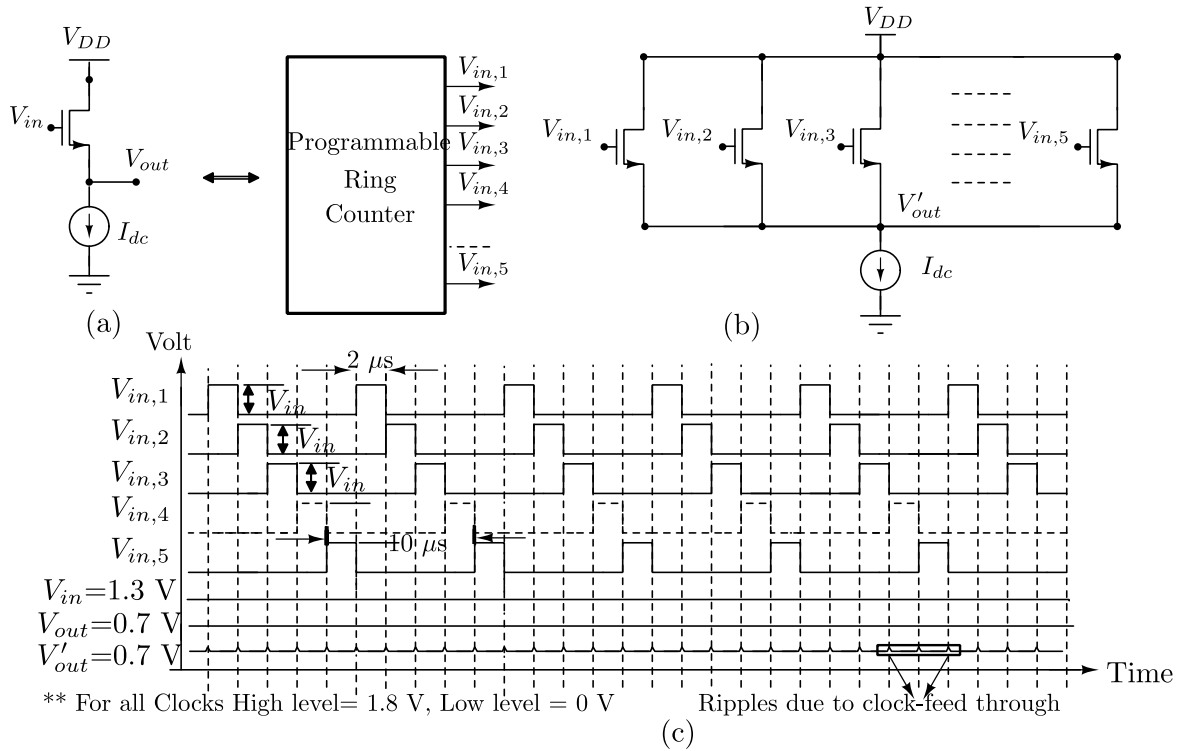 V_{DD}
V_{in}
V_{out}
I_{dc}
(a)
Programmable
Ring
Counter
V_{in,1}
V_{in,2}
V_{in,3}
V_{in,4}
V_{in,5}
V_{DD}
V_{in,1}
V_{in,2}
V_{in,3}
V_{in,5}
V'_{out}
I_{dc}
(b)
Volt
2 μs
V_{in,1}
V_{in}
V_{in,2}
V_{in}
V_{in,3}
V_{in}
V_{in,4}
10 μs
V_{in,5}
V_{in}=1.3 V
V_{out}=0.7 V
V'_{out}=0.7 V
Time
** For all Clocks High level= 1.8 V, Low level = 0 V
Ripples due to clock-feed through
(c)